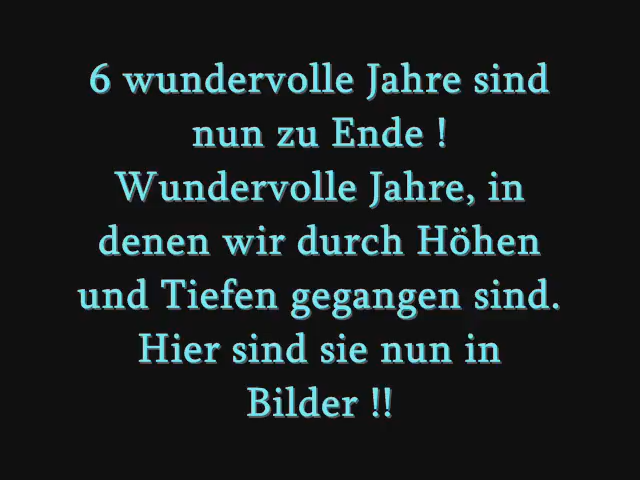 6 wundervolle Jahre sind
nun zu Ende !
Wundervolle Jahre, in
denen wir durch Höhen
und Tiefen gegangen sind.
Hier sind sie nun in
Bilder !!